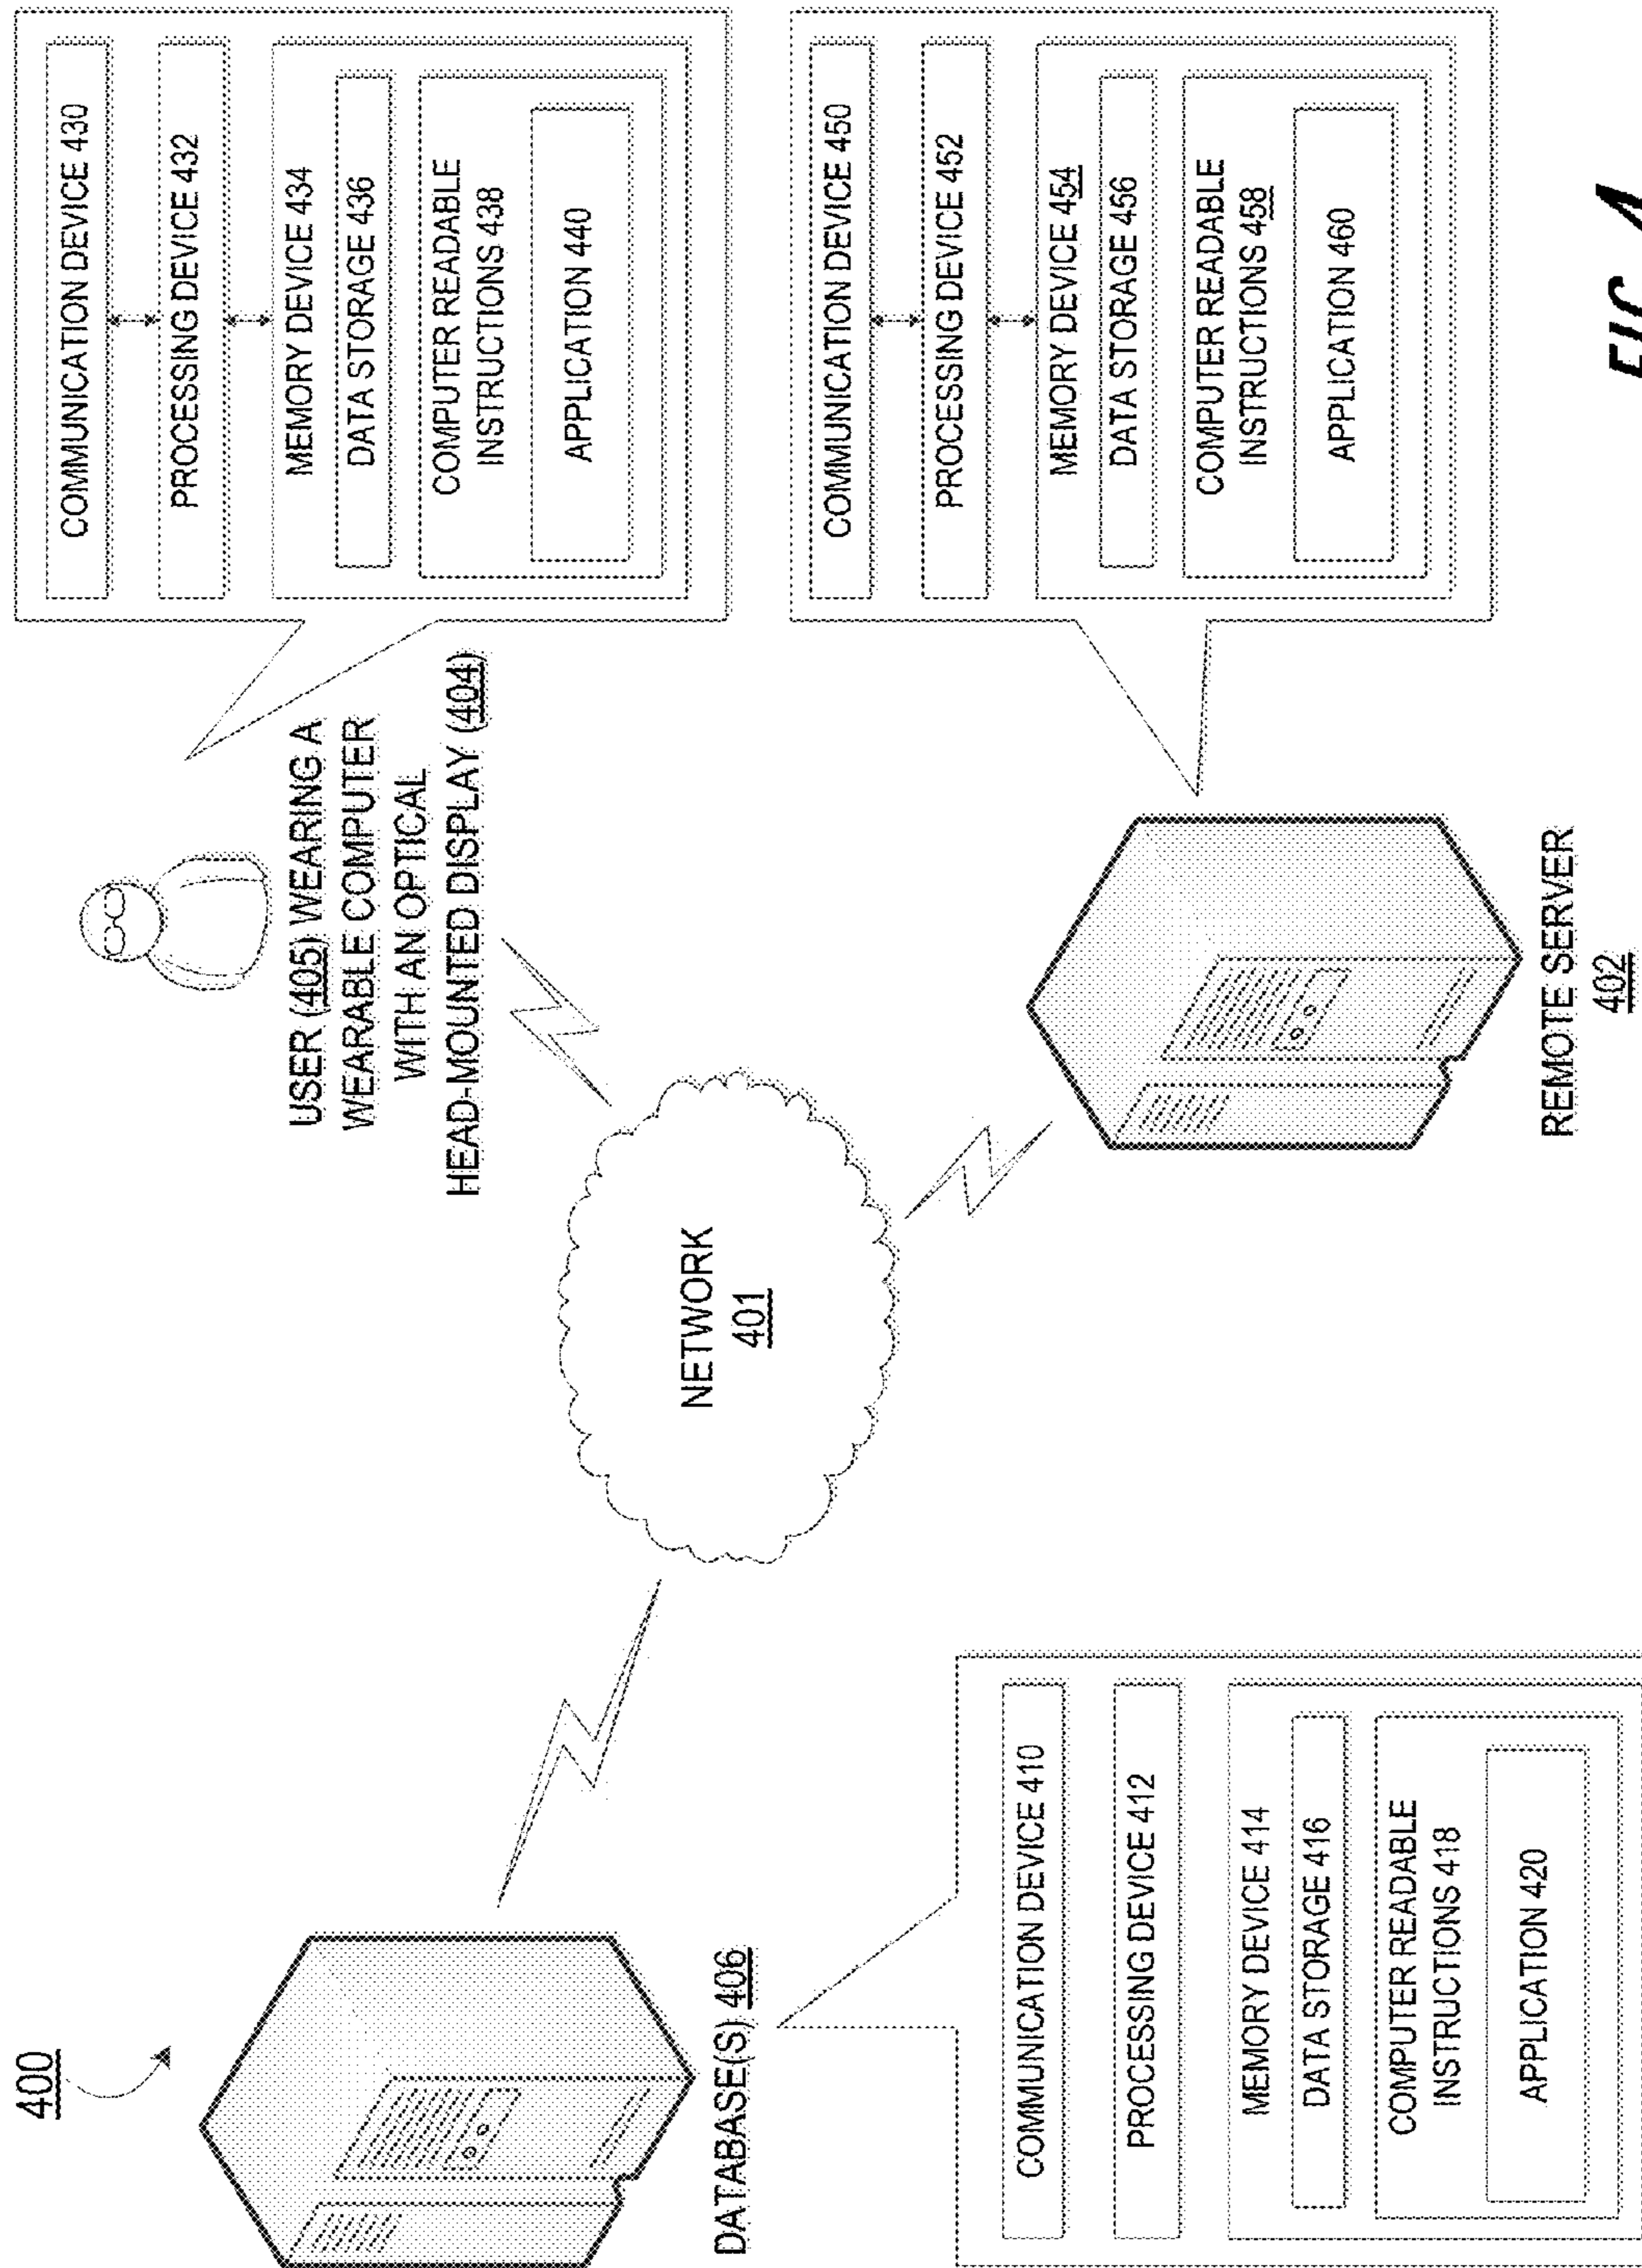 400
DATABASE(S) 406
COMMUNICATION DEVICE 410
PROCESSING DEVICE 412
MEMORY DEVICE 414
DATA STORAGE 416
COMPUTER READABLE
INSTRUCTIONS 418
APPLICATION 420
NETWORK
401
USER (405) WEARING A
WEARABLE COMPUTER
WITH AN OPTICAL
HEAD-MOUNTED DISPLAY (404)
COMMUNICATION DEVICE 430
PROCESSING DEVICE 432
MEMORY DEVICE 434
DATA STORAGE 436
COMPUTER READABLE
INSTRUCTIONS 438
APPLICATION 440
REMOTE SERVER
402
COMMUNICATION DEVICE 450
PROCESSING DEVICE 452
MEMORY DEVICE 454
DATA STORAGE 456
COMPUTER READABLE
INSTRUCTIONS 458
APPLICATION 460
FIG. 4